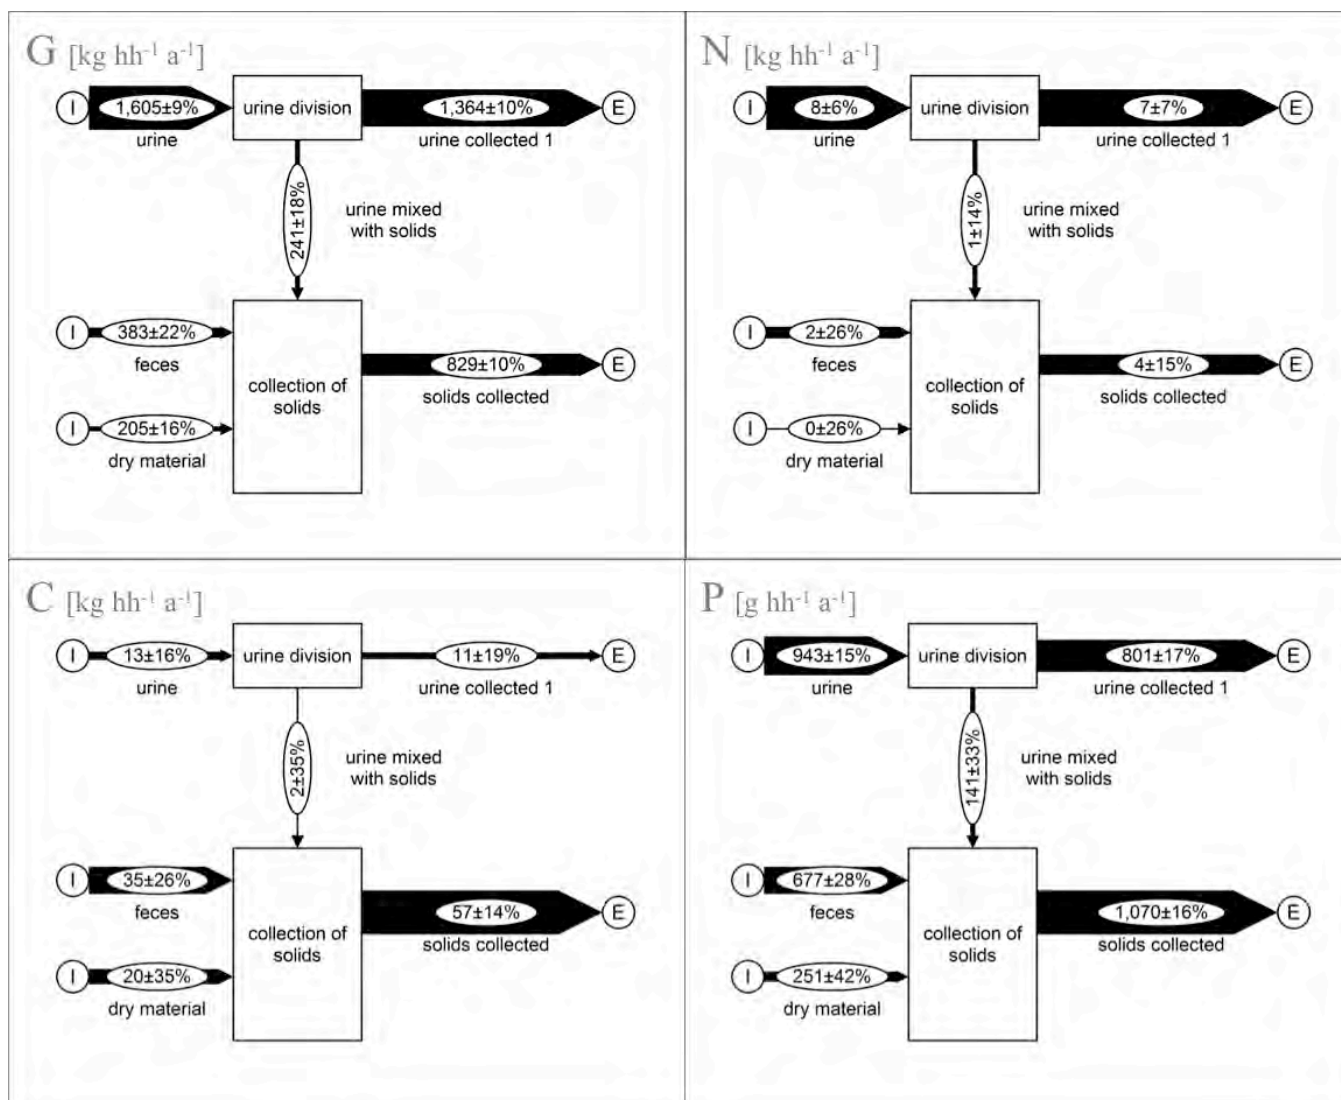 G [kg hh⁻¹ a⁻¹]
I
1,605±9%
urine
urine division
1,364±10%
urine collected 1
E
241±18%
urine mixed
with solids
I
383±22%
feces
I
205±16%
dry material
collection of
solids
829±10%
solids collected
E
N [kg hh⁻¹ a⁻¹]
I
8±6%
urine
urine division
7±7%
urine collected 1
E
1±14%
urine mixed
with solids
I
2±26%
feces
I
0±26%
dry material
collection of
solids
4±15%
solids collected
E
C [kg hh⁻¹ a⁻¹]
I
13±16%
urine
urine division
11±19%
urine collected 1
E
2±35%
urine mixed
with solids
I
35±26%
feces
I
20±35%
dry material
collection of
solids
57±14%
solids collected
E
P [g hh⁻¹ a⁻¹]
I
943±15%
urine
urine division
801±17%
urine collected 1
E
141±33%
urine mixed
with solids
I
677±28%
feces
I
251±42%
dry material
collection of
solids
1,070±16%
solids collected
E